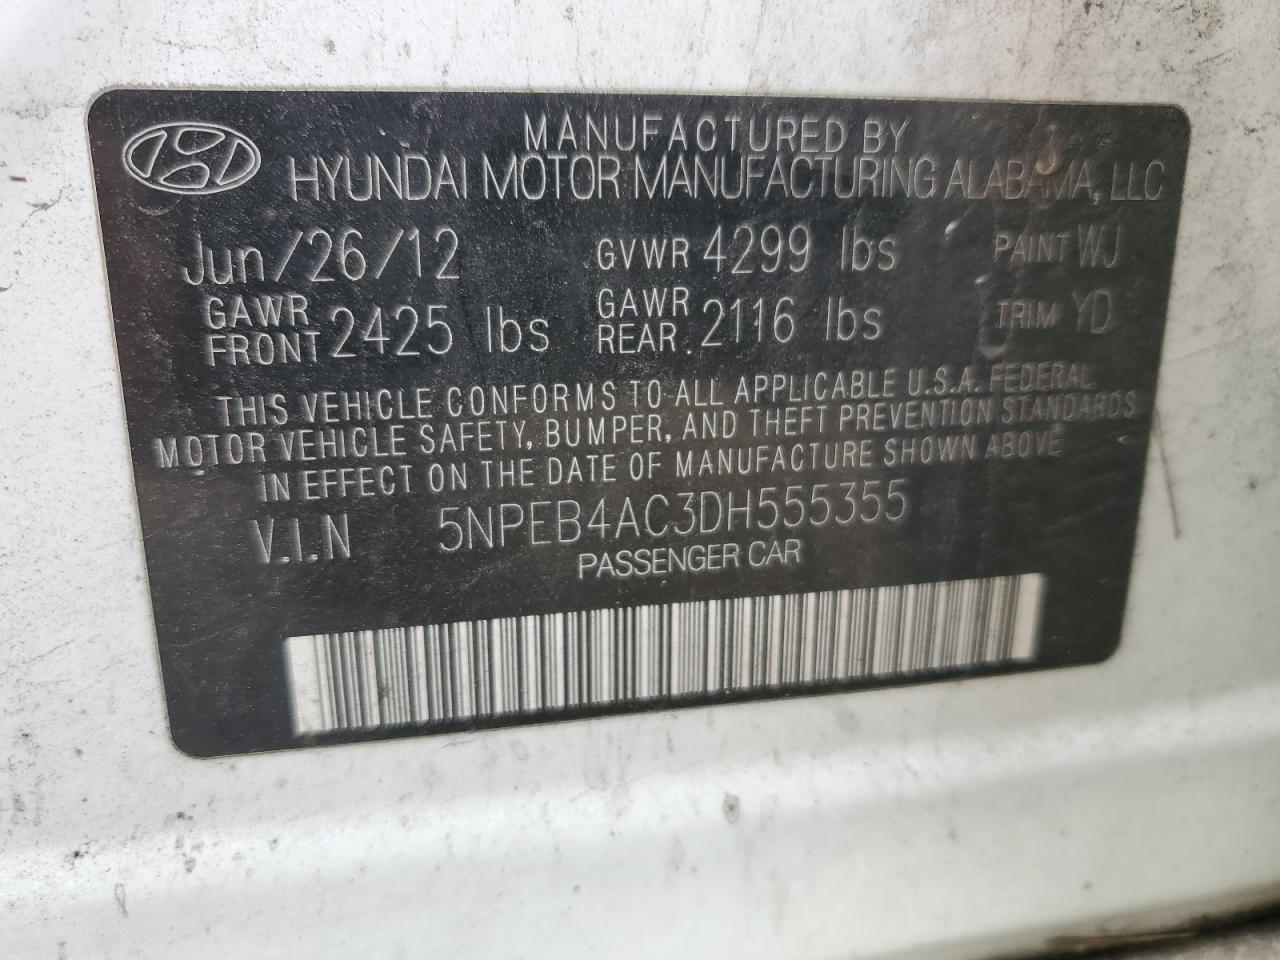 MANUFACTURED BY
HYUNDAI MOTOR MANUFACTURING ALABAMA, LLC
Jun/26/12 GVWR 4299 lbs PAINT WJ
GAWR FRONT 2425 lbs GAWR REAR 2116 lbs TRIM YD
THIS VEHICLE CONFORMS TO ALL APPLICABLE U.S.A. FEDERAL
MOTOR VEHICLE SAFETY, BUMPER, AND THEFT PREVENTION STANDARDS
IN EFFECT ON THE DATE OF MANUFACTURE SHOWN ABOVE
V.I.N 5NPEB4AC3DH555355
PASSENGER CAR